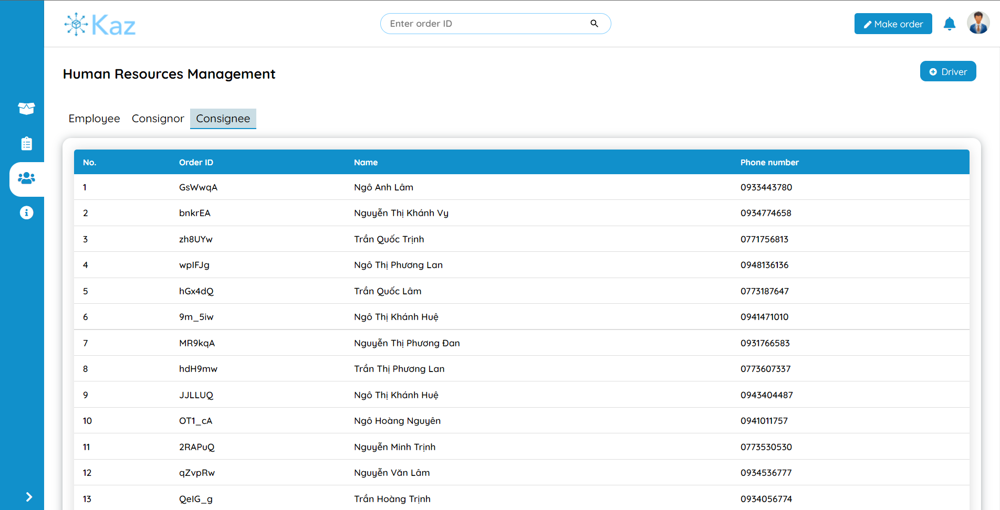 Kaz
Enter order ID
Make order
Human Resources Management
Driver
Employee Consignor Consignee
No. Order ID Name Phone number
1 GsWwqA Ngô Anh Lâm 0933443780
2 bnkrEA Nguyễn Thị Khánh Vy 0934774658
3 zh8UYw Trần Quốc Trịnh 0771756813
4 wpIFJg Ngô Thị Phương Lan 0948136136
5 hGx4dQ Trần Quốc Lâm 0773187647
6 9m_5iw Ngô Thị Khánh Huệ 0941471010
7 MR9kqA Nguyễn Thị Phương Đan 0931766583
8 hdH9mw Trần Thị Phương Lan 0773607337
9 JJLLUQ Ngô Thị Khánh Huệ 0943404487
10 OT1_cA Ngô Hoàng Nguyên 0941011757
11 2RAPuQ Nguyễn Minh Trịnh 0773530530
12 qZvpRw Nguyễn Văn Lâm 0934536777
13 QeIG_g Trần Hoàng Trịnh 0934056774